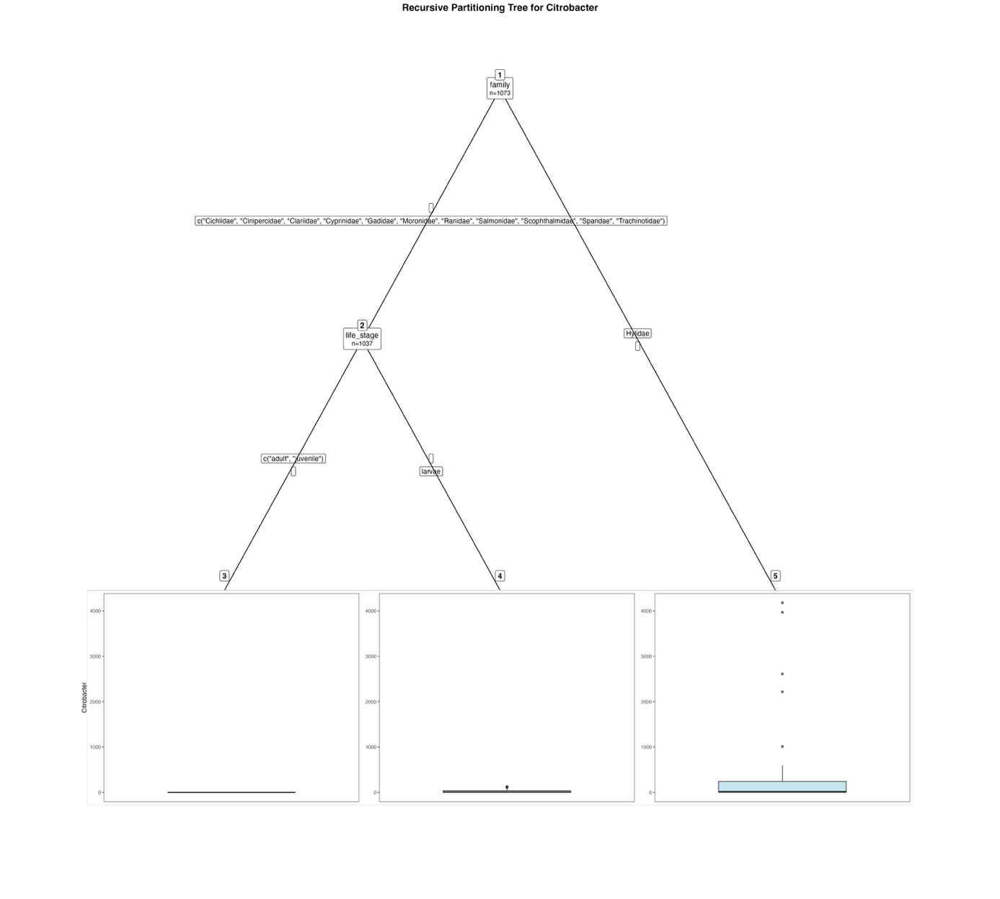 Recursive Partitioning Tree for Citrobacter
1
family
n=1073
c("Cichlidae", "Cinipercidae", "Clariidae", "Cyprinidae", "Gadidae", "Moronidae", "Ranidae", "Salmonidae", "Scophthalmidae", "Sparidae", "Trachinotidae")
2
life_stage
n=1037
Hylidae
c("adult", "juvenile")
larvae
3
4
5
Citrobacter
4000
3000
2000
1000
0
4000
3000
2000
1000
0
4000
3000
2000
1000
0